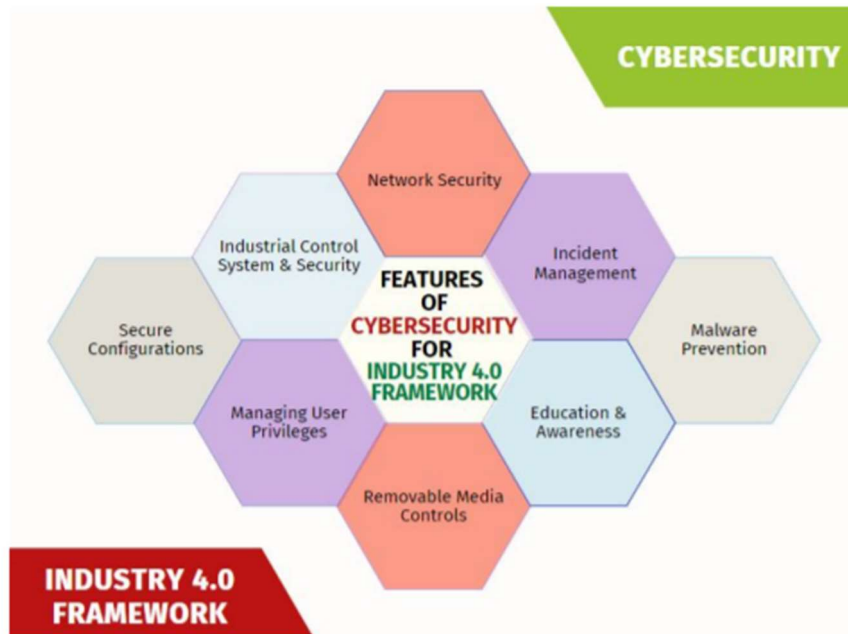 CYBERSECURITY
Network Security
Industrial Control
System & Security
Incident
Management
FEATURES
OF
CYBERSECURITY
FOR
INDUSTRY 4.0
FRAMEWORK
Secure
Configurations
Malware
Prevention
Managing User
Privileges
Education &
Awareness
Removable Media
Controls
INDUSTRY 4.0
FRAMEWORK